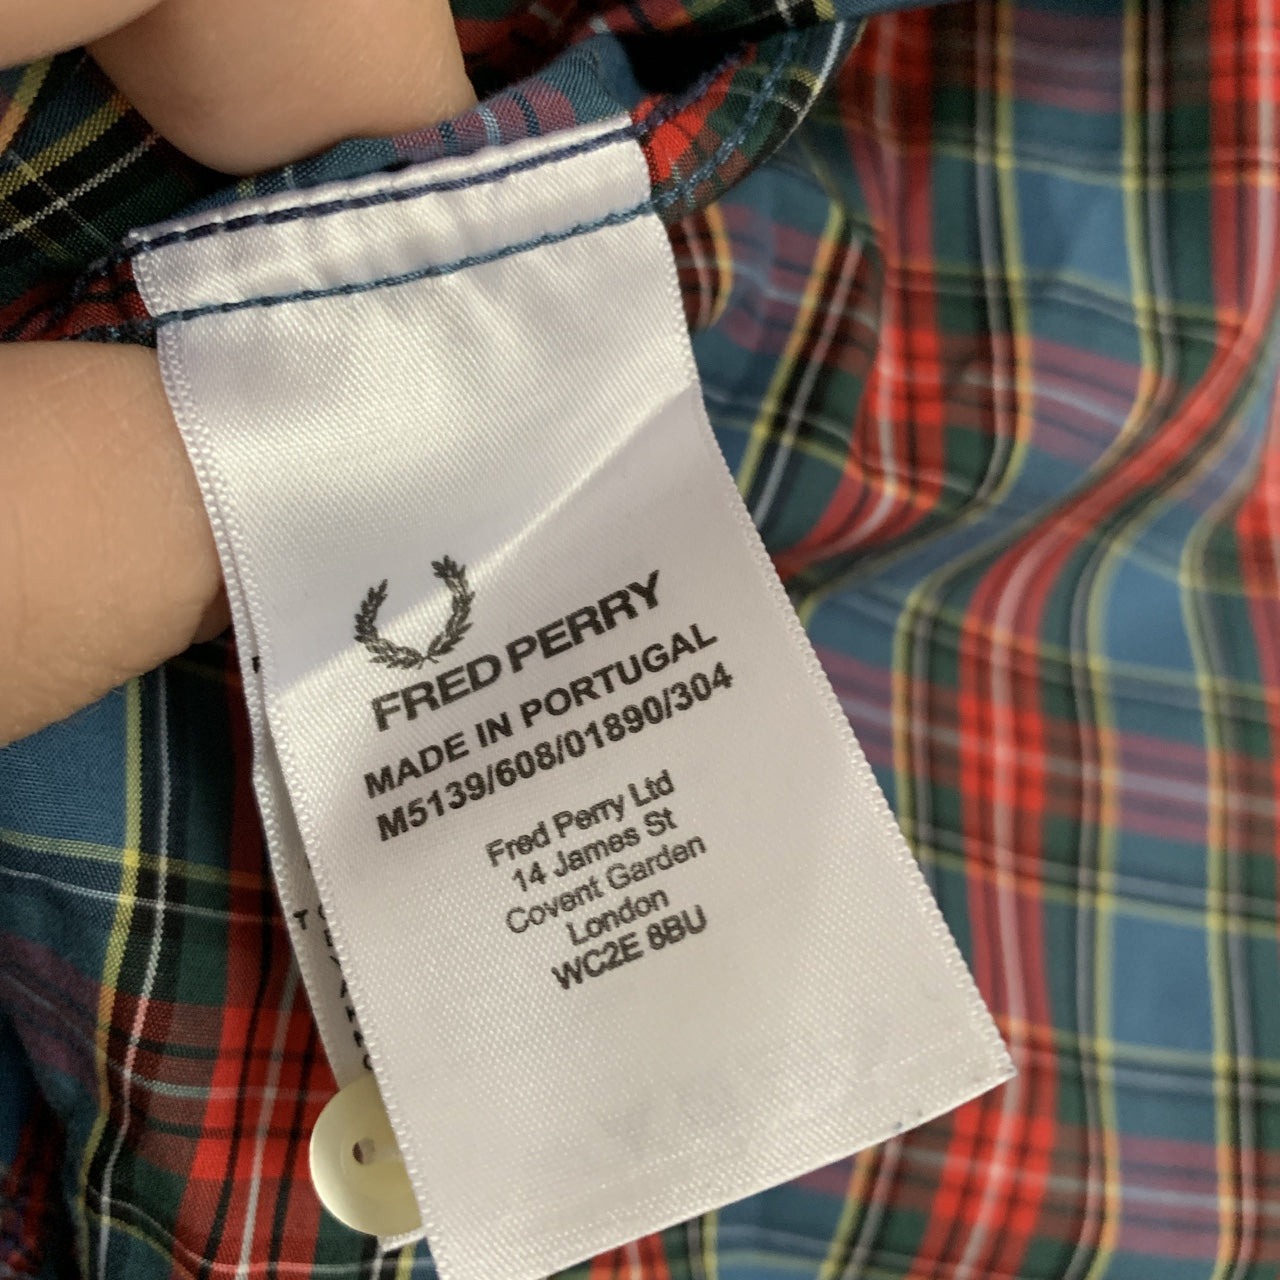 FRED PERRY
MADE IN PORTUGAL
M5139/608/01890/304
Fred Perry Ltd
14 James St
Covent Garden
London
WC2E 8BU